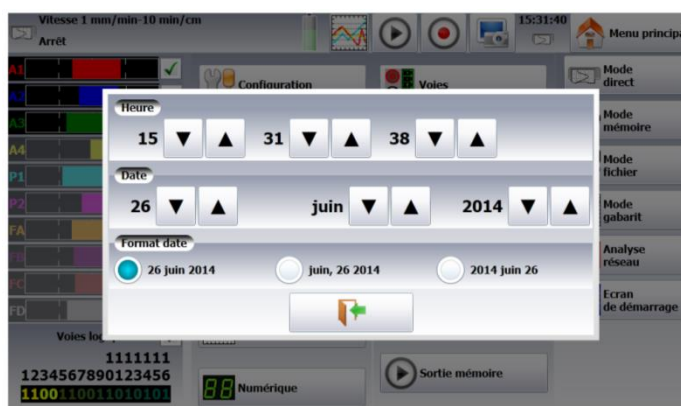 Vitesse 1 mm/min-10 min/cm
Arrêt
15:31:40
Menu principa
A1
A2
A3
A4
P1
P2
FA
FB
FC
FD
Configuration
Voies
Mode
direct
Mode
mémoire
Mode
fichier
Mode
gabarit
Analyse
réseau
Ecran
de démarrage
Heure
15 ▼ ▲ 31 ▼ ▲ 38 ▼ ▲
Date
26 ▼ ▲ juin ▼ ▲ 2014 ▼ ▲
Format date
26 juin 2014
juin, 26 2014
2014 juin 26
Voies
1111111
1234567890123456
1100110011010101
Numérique
Sortie mémoire